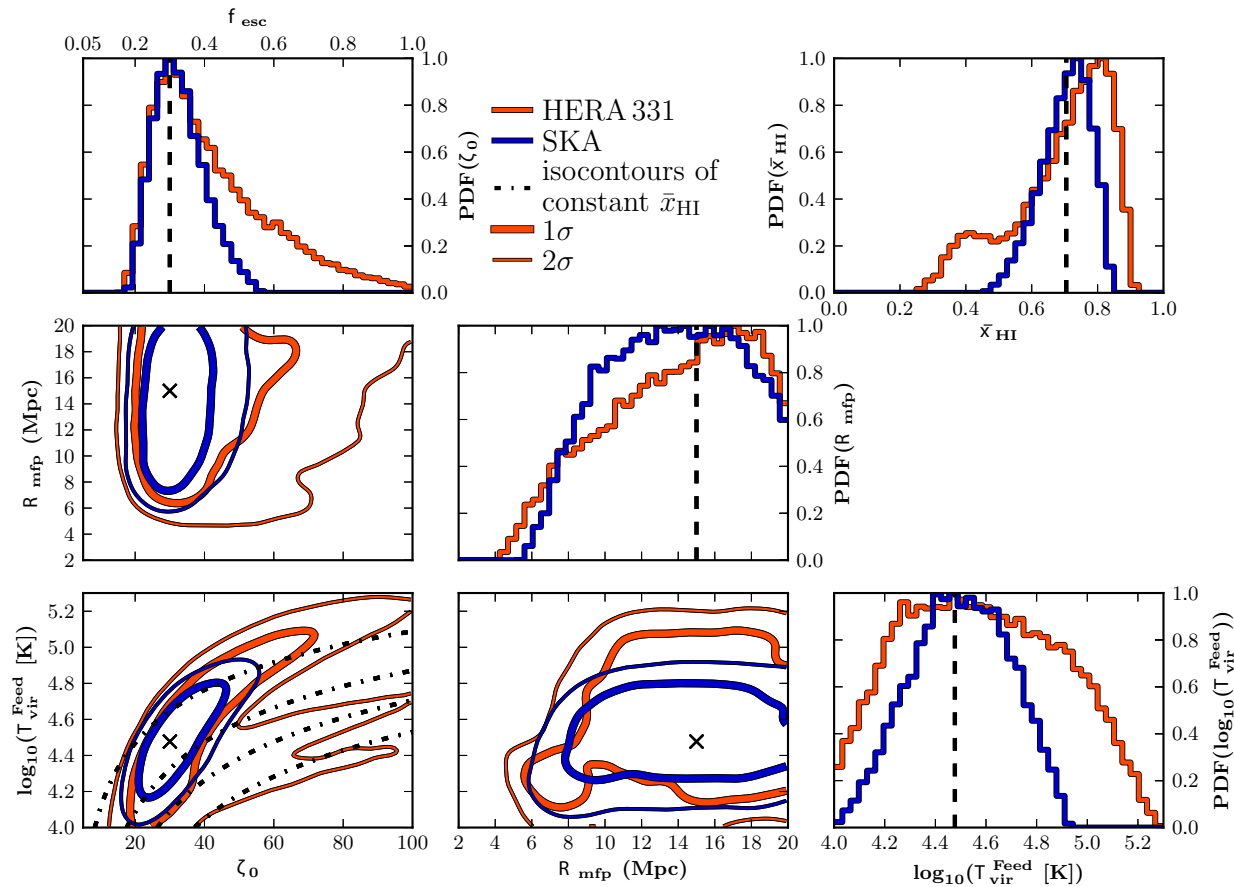 f esc
0.05 0.2 0.4 0.6 1.0
0.0 0.2 0.4 0.6 0.8 1.0
PDF(ζ0)
HERA 331
SKA
isocontours of
constant x̄HI
1σ
2σ
PDF(x̄ HI)
0.0 0.2 0.4 0.6 0.8 1.0
0.0 0.2 0.4 0.6 0.8 1.0
x̄ HI
R mfp (Mpc)
2 4 6 8 10 12 14 16 18 20
0.0 0.2 0.4 0.6 0.8 1.0
PDF(R mfp)
log10(T vir Feed [K])
4.0 4.2 4.4 4.6 4.8 5.0 5.2
20 40 60 80 100
ζ0
2 4 6 8 10 12 14 16 18 20
R mfp (Mpc)
4.0 4.2 4.4 4.6 4.8 5.0 5.2
log10(T vir Feed [K])
0.0 0.2 0.4 0.6 0.8 1.0
PDF(log10(T vir Feed))